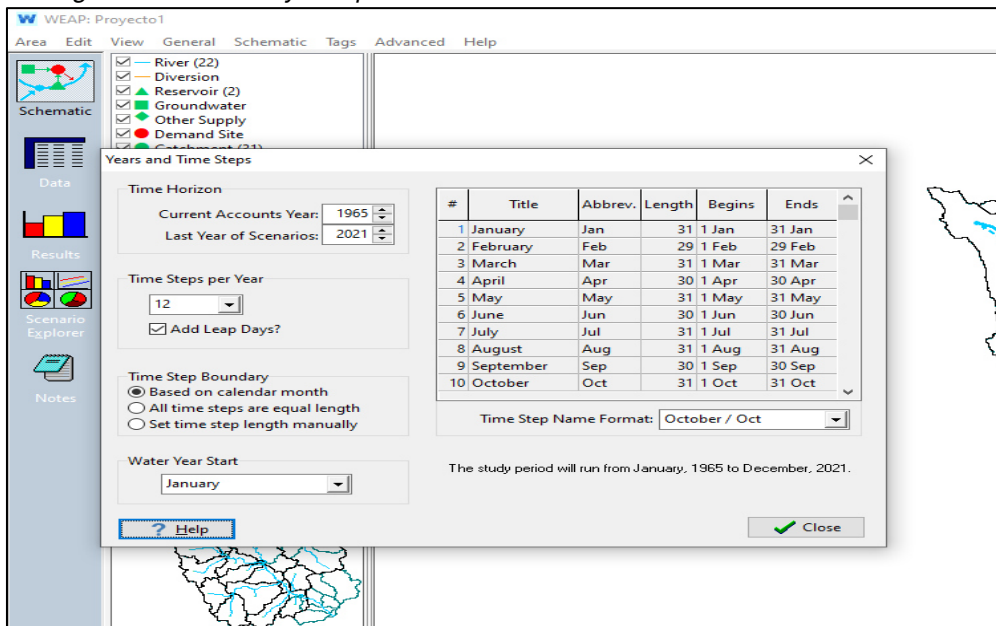 WEAP: Proyecto1
Area Edit View General Schematic Tags Advanced Help
Schematic
Data
Results
Scenario
Explorer
Notes
River (22)
Diversion
Reservoir (2)
Groundwater
Other Supply
Demand Site
Catchment (31)
Years and Time Steps
Time Horizon
Current Accounts Year: 1965
Last Year of Scenarios: 2021
Time Steps per Year
12
Add Leap Days?
Time Step Boundary
Based on calendar month
All time steps are equal length
Set time step length manually
Water Year Start
January
# Title Abbrev. Length Begins Ends
1 January Jan 31 1 Jan 31 Jan
2 February Feb 29 1 Feb 29 Feb
3 March Mar 31 1 Mar 31 Mar
4 April Apr 30 1 Apr 30 Apr
5 May May 31 1 May 31 May
6 June Jun 30 1 Jun 30 Jun
7 July Jul 31 1 Jul 31 Jul
8 August Aug 31 1 Aug 31 Aug
9 September Sep 30 1 Sep 30 Sep
10 October Oct 31 1 Oct 31 Oct
Time Step Name Format: October / Oct
The study period will run from January, 1965 to December, 2021.
? Help
Close